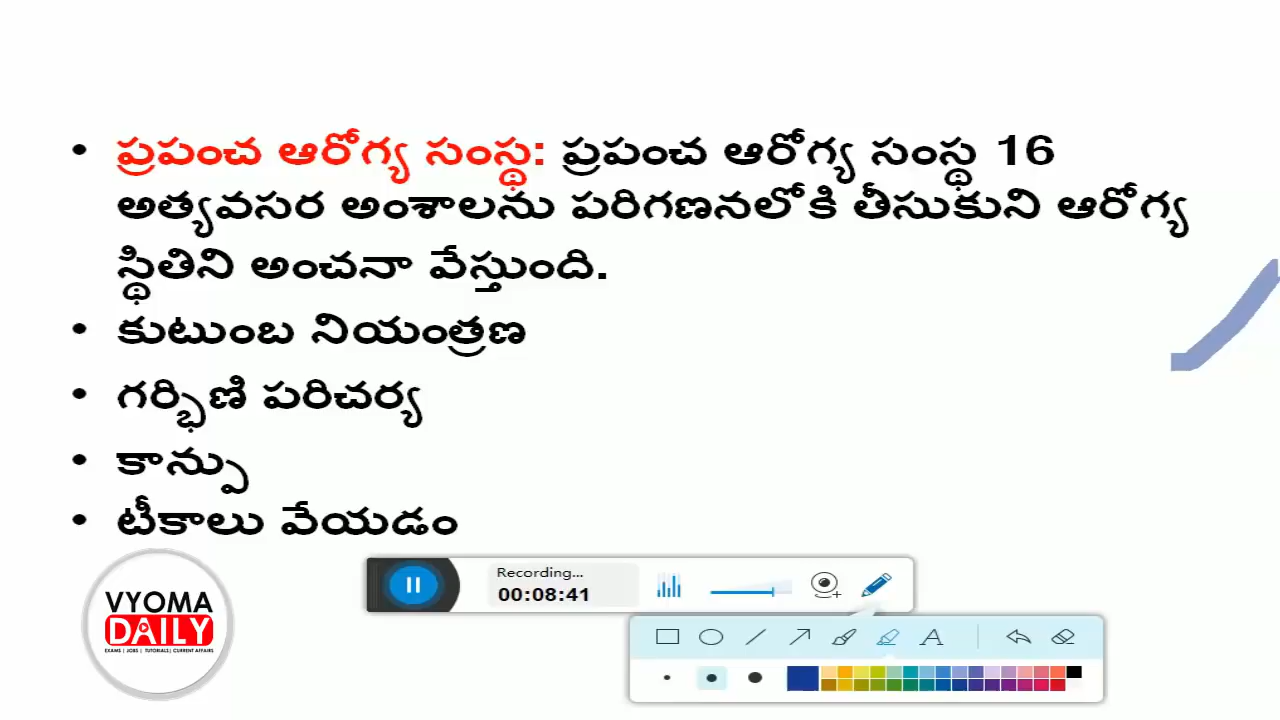 • ప్రపంచ ఆరోగ్య సంస్థ: ప్రపంచ ఆరోగ్య సంస్థ 16
అత్యవసర అంశాలను పరిగణనలోకి తీసుకుని ఆరోగ్య
స్థితిని అంచనా వేస్తుంది.
• కుటుంబ నియంత్రణ
• గర్భిణి పరిచర్య
• కాన్పు
• టీకాలు వేయడం
VYOMA
DAILY
EXAMS | JOBS | TUTORIALS | CURRENT AFFAIRS
Recording...
00:08:41
A